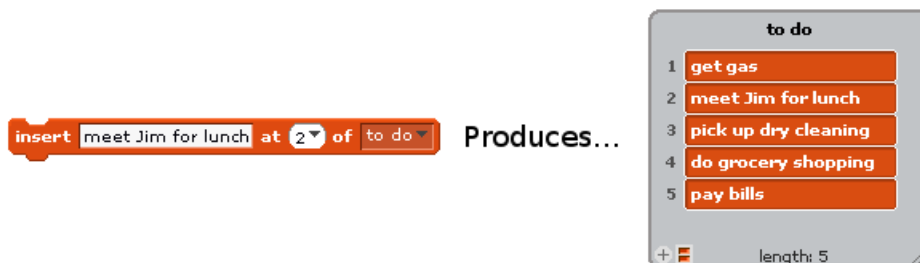 insert meet Jim for lunch at 2 of to do
Produces...
to do
1 get gas
2 meet Jim for lunch
3 pick up dry cleaning
4 do grocery shopping
5 pay bills
+ length: 5